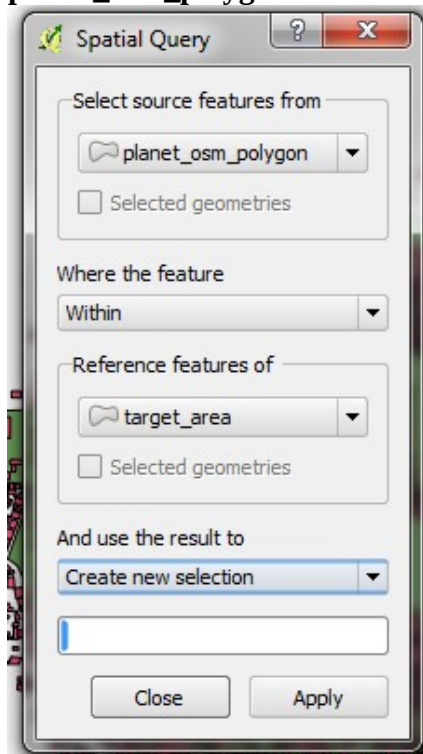 Spatial Query
?
X
Select source features from
planet_osm_polygon
Selected geometries
Where the feature
Within
Reference features of
target_area
Selected geometries
And use the result to
Create new selection
Close Apply